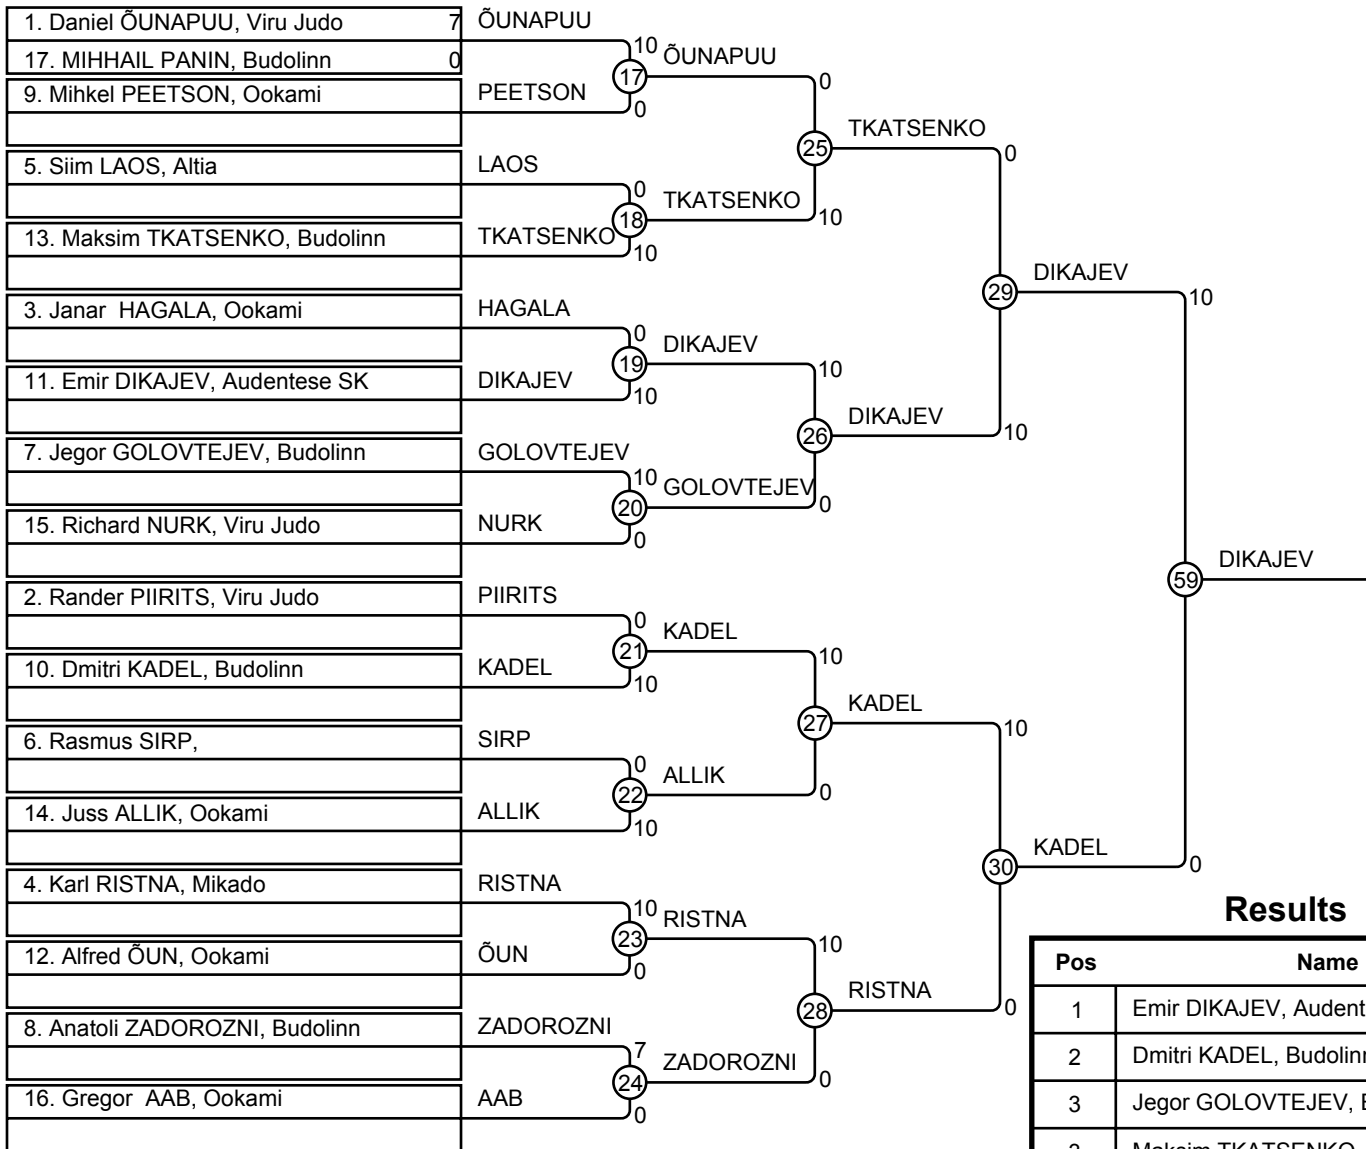 1. Daniel ÕUNAPUU, Viru Judo 7
17. MIHHAIL PANIN, Budolinn 0
9. Mihkel PEETSON, Ookami
5. Siim LAOS, Altia
13. Maksim TKATSENKO, Budolinn
3. Janar  HAGALA, Ookami
11. Emir DIKAJEV, Audentese SK
7. Jegor GOLOVTEJEV, Budolinn
15. Richard NURK, Viru Judo
2. Rander PIIRITS, Viru Judo
10. Dmitri KADEL, Budolinn
6. Rasmus SIRP,
14. Juss ALLIK, Ookami
4. Karl RISTNA, Mikado
12. Alfred ÕUN, Ookami
8. Anatoli ZADOROZNI, Budolinn
16. Gregor  AAB, Ookami
ÕUNAPUU
10
17
PEETSON
0
LAOS
0
18
TKATSENKO
10
HAGALA
0
19
DIKAJEV
10
GOLOVTEJEV
10
20
NURK
0
PIIRITS
0
21
KADEL
10
SIRP
0
22
ALLIK
10
RISTNA
10
23
ÕUN
0
ZADOROZNI
7
24
AAB
0
ÕUNAPUU
0
25
TKATSENKO
10
DIKAJEV
10
26
GOLOVTEJEV
0
KADEL
10
27
ALLIK
0
RISTNA
10
28
ZADOROZNI
0
TKATSENKO
0
29
DIKAJEV
10
KADEL
10
30
RISTNA
0
DIKAJEV
10
59
KADEL
0
DIKAJEV
Results
Pos Name
1 Emir DIKAJEV,
2 Dmitri KADEL,
3 Jegor GOLOVTEJEV,
Maksim TKATSENKO